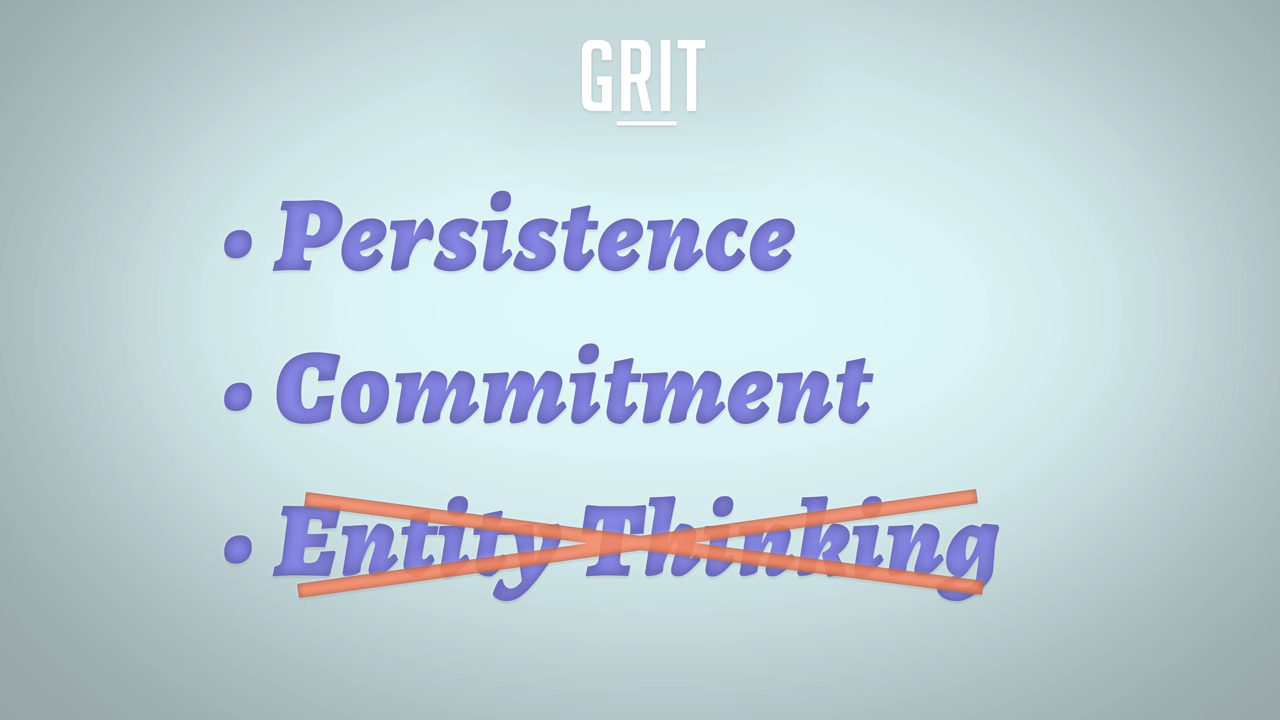 GRIT
• Persistence
• Commitment
• Entity Thinking